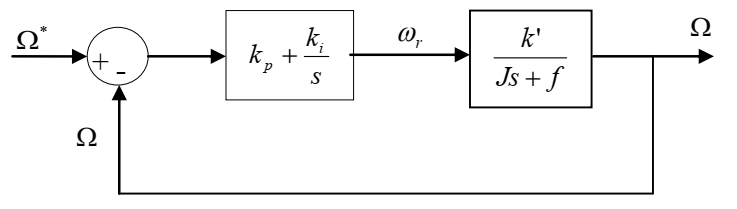 Ω*
+
-
k_p + k_i/s
ω_r
k'/(Js + f)
Ω
Ω